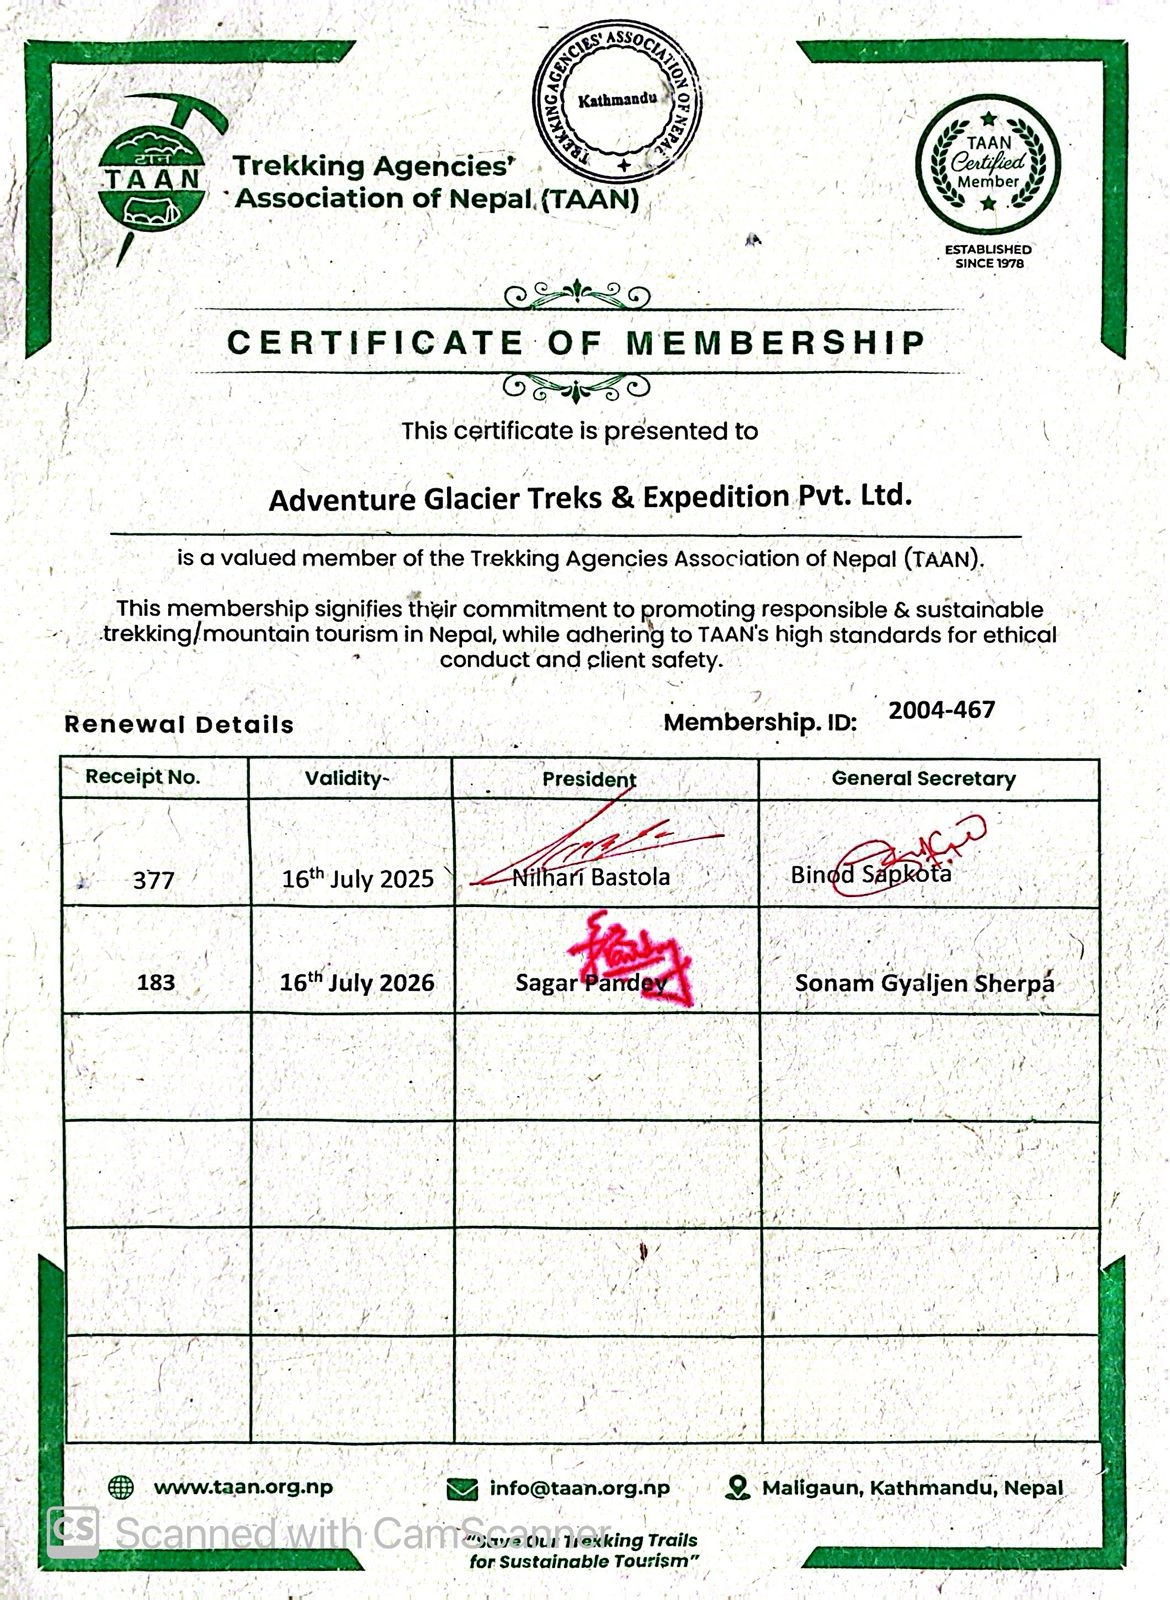 TREKKING AGENCIES' ASSOCIATION OF NEPAL
Kathmandu
टान
TAAN
Trekking Agencies'
Association of Nepal (TAAN)
TAAN
Certified
Member
ESTABLISHED
SINCE 1978
CERTIFICATE OF MEMBERSHIP
This certificate is presented to
Adventure Glacier Treks & Expedition Pvt. Ltd.
is a valued member of the Trekking Agencies Association of Nepal (TAAN).
This membership signifies their commitment to promoting responsible & sustainable
trekking/mountain tourism in Nepal, while adhering to TAAN's high standards for ethical
conduct and client safety.
Renewal Details
Membership. ID: 2004-467
Receipt No. Validity President General Secretary
377 16th July 2025 Nilhari Bastola Binod Sapkota
183 16th July 2026 Sagar Pandey Sonam Gyaljen Sherpa
www.taan.org.np info@taan.org.np Maligaun, Kathmandu, Nepal
CS Scanned with CamScanner
"Save Our Trekking Trails
for Sustainable Tourism"